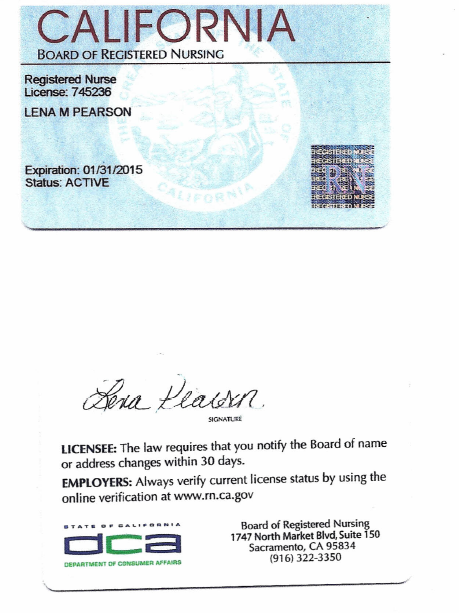 CALIFORNIA
BOARD OF REGISTERED NURSING
Registered Nurse
License: 745236
LENA M PEARSON
Expiration: 01/31/2015
Status: ACTIVE
REGISTERED NURSE
RN
REGISTERED NURSE
CALIFORNIA
Lena Pearson
SIGNATURE
LICENSEE: The law requires that you notify the Board of name
or address changes within 30 days.
EMPLOYERS: Always verify current license status by using the
online verification at www.rn.ca.gov
STATE OF CALIFORNIA
dca
DEPARTMENT OF CONSUMER AFFAIRS
Board of Registered Nursing
1747 North Market Blvd, Suite 150
Sacramento, CA 95834
(916) 322-3350